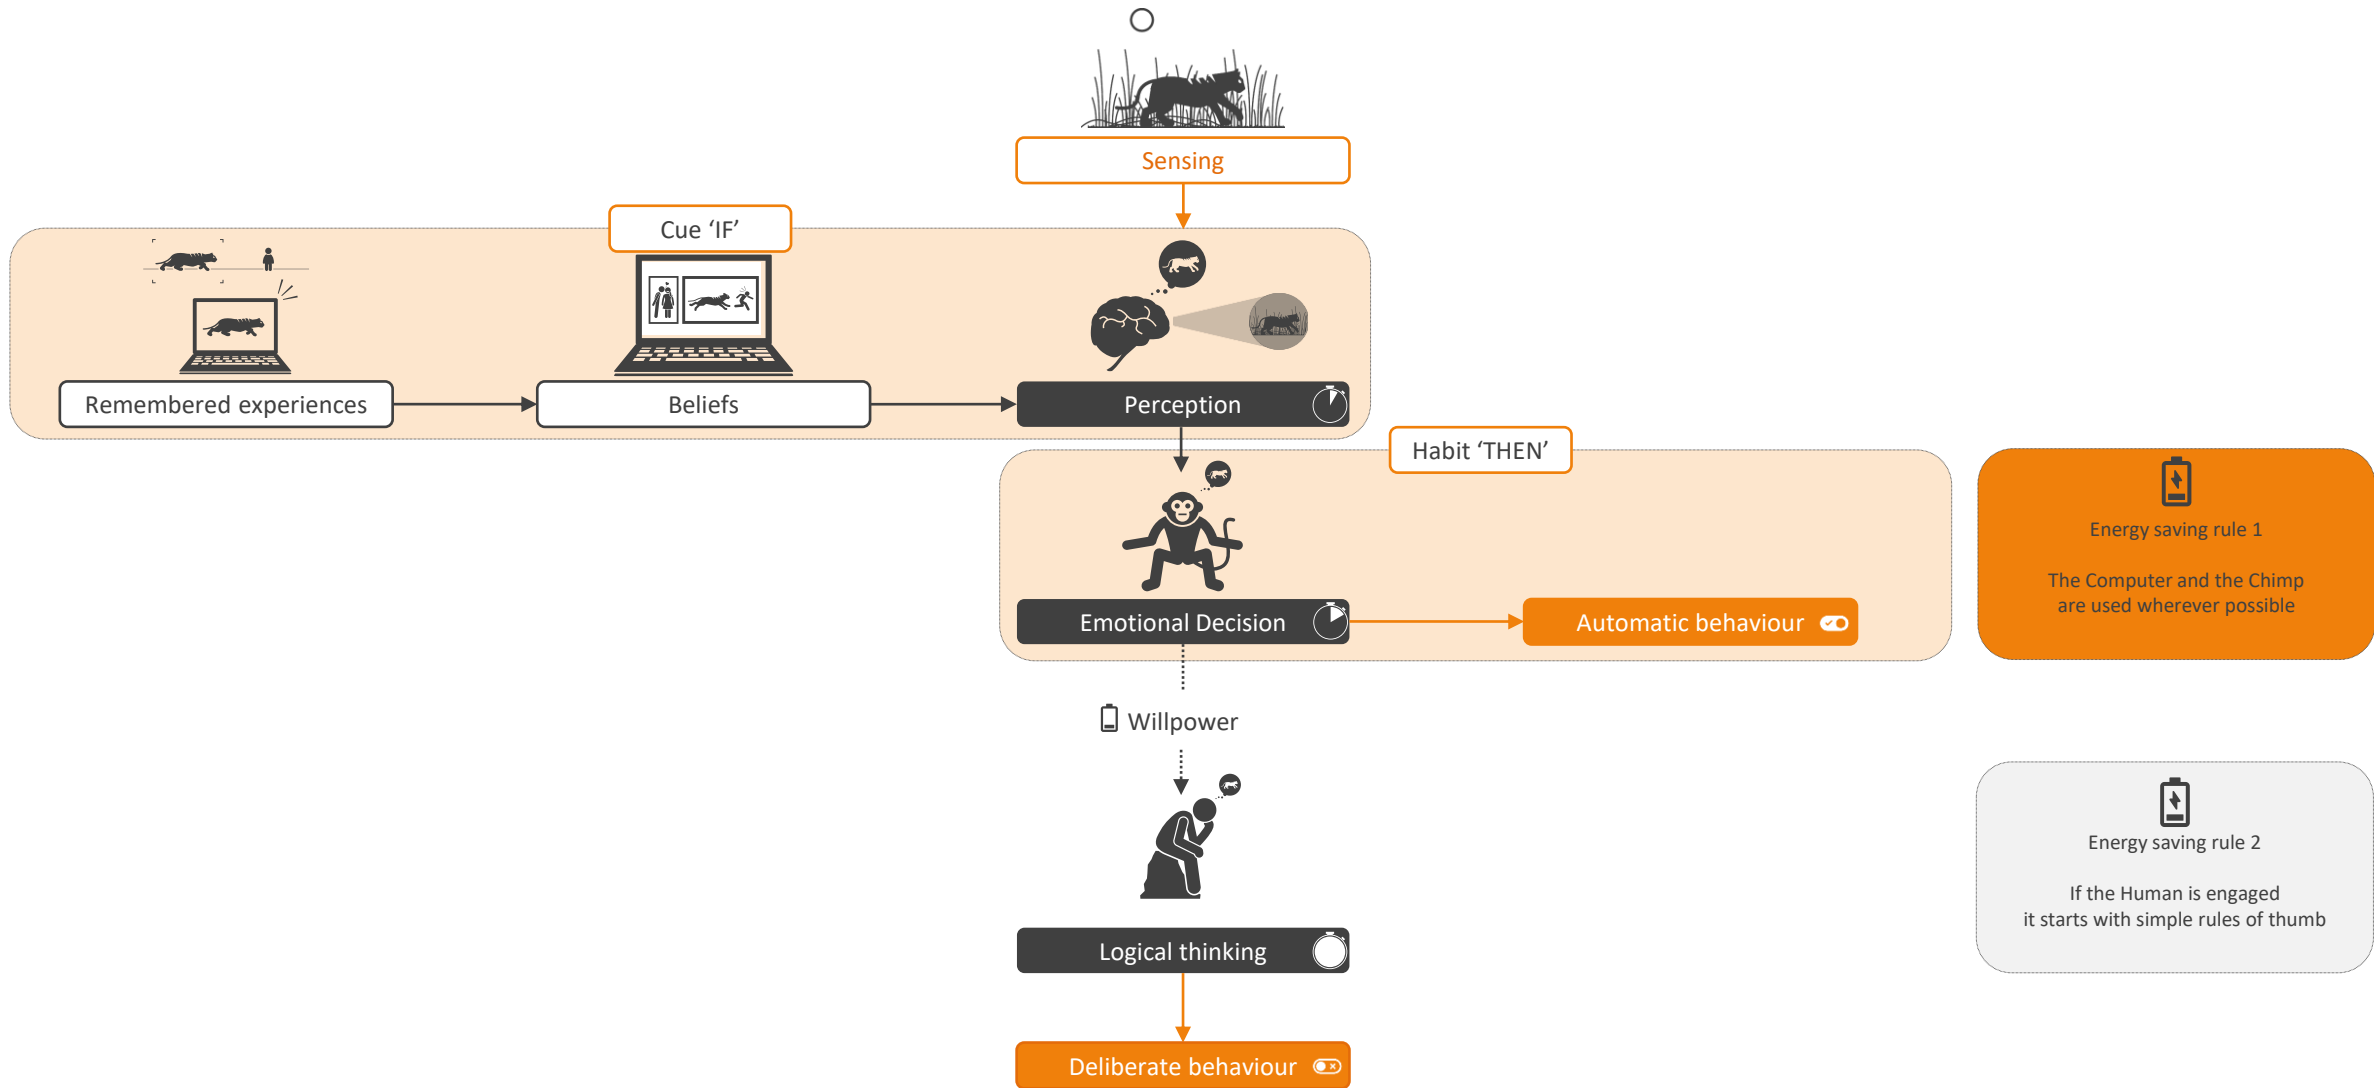 Sensing
Cue ‘IF’
Remembered experiences
Beliefs
Perception
Habit ‘THEN’
Emotional Decision
Automatic behaviour
Energy saving rule 1
The Computer and the Chimp
are used wherever possible
Willpower
Energy saving rule 2
If the Human is engaged
it starts with simple rules of thumb
Logical thinking
Deliberate behaviour